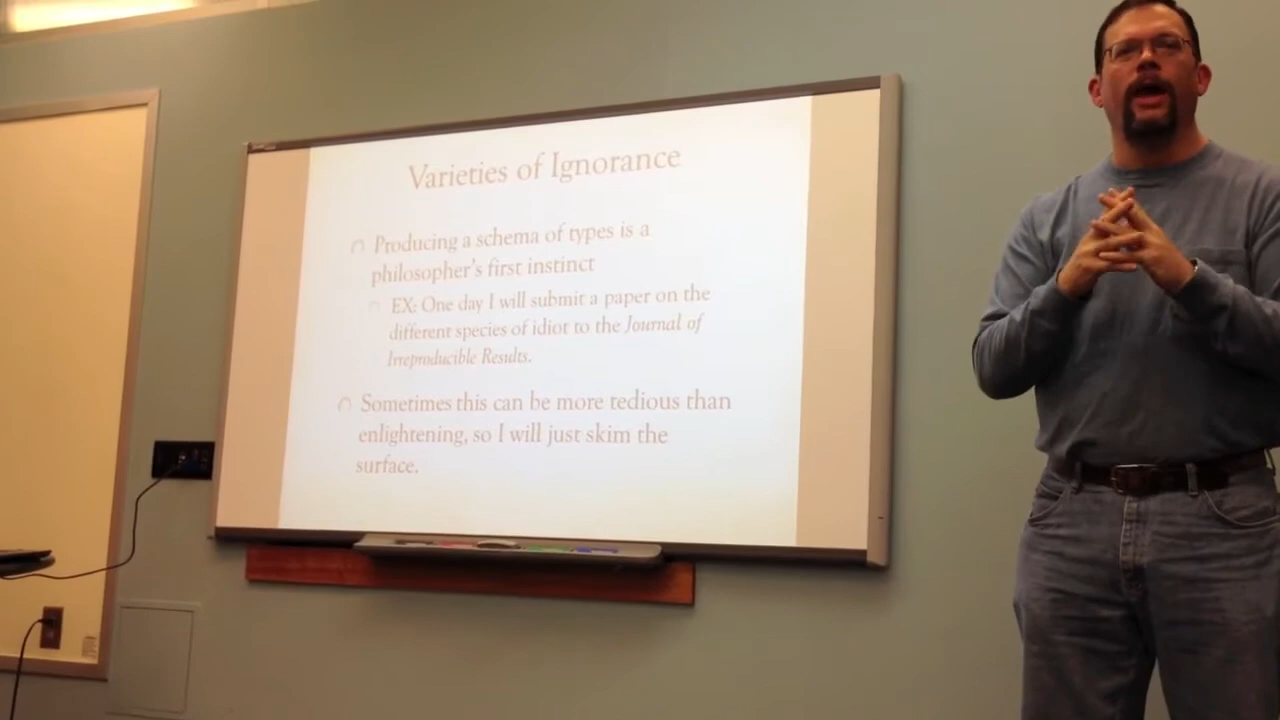 Varieties of Ignorance
Producing a schema of types is a
philosopher's first instinct
EX: One day I will submit a paper on the
different species of idiot to the Journal of
Irreproducible Results.
Sometimes this can be more tedious than
enlightening, so I will just skim the
surface.